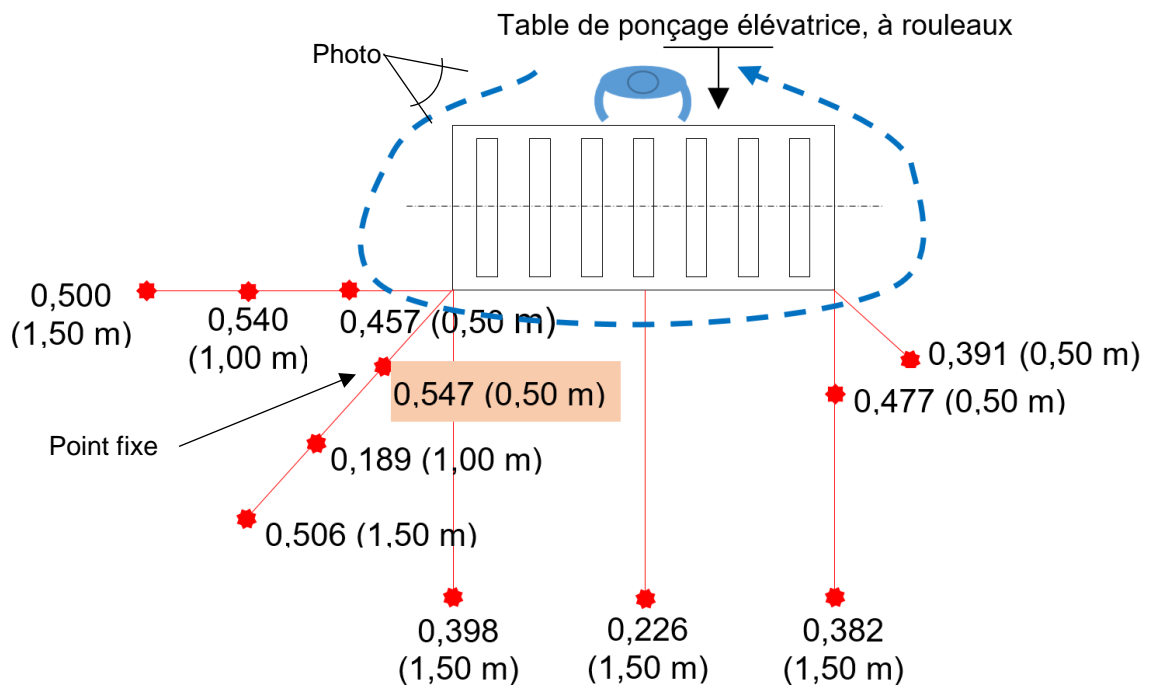 Table de ponçage élévatrice, à rouleaux
Photo
0,500
(1,50 m)
0,540
(1,00 m)
0,457 (0,50 m)
0,391 (0,50 m)
0,547 (0,50 m)
0,477 (0,50 m)
Point fixe
0,189 (1,00 m)
0,506 (1,50 m)
0,398
(1,50 m)
0,226
(1,50 m)
0,382
(1,50 m)